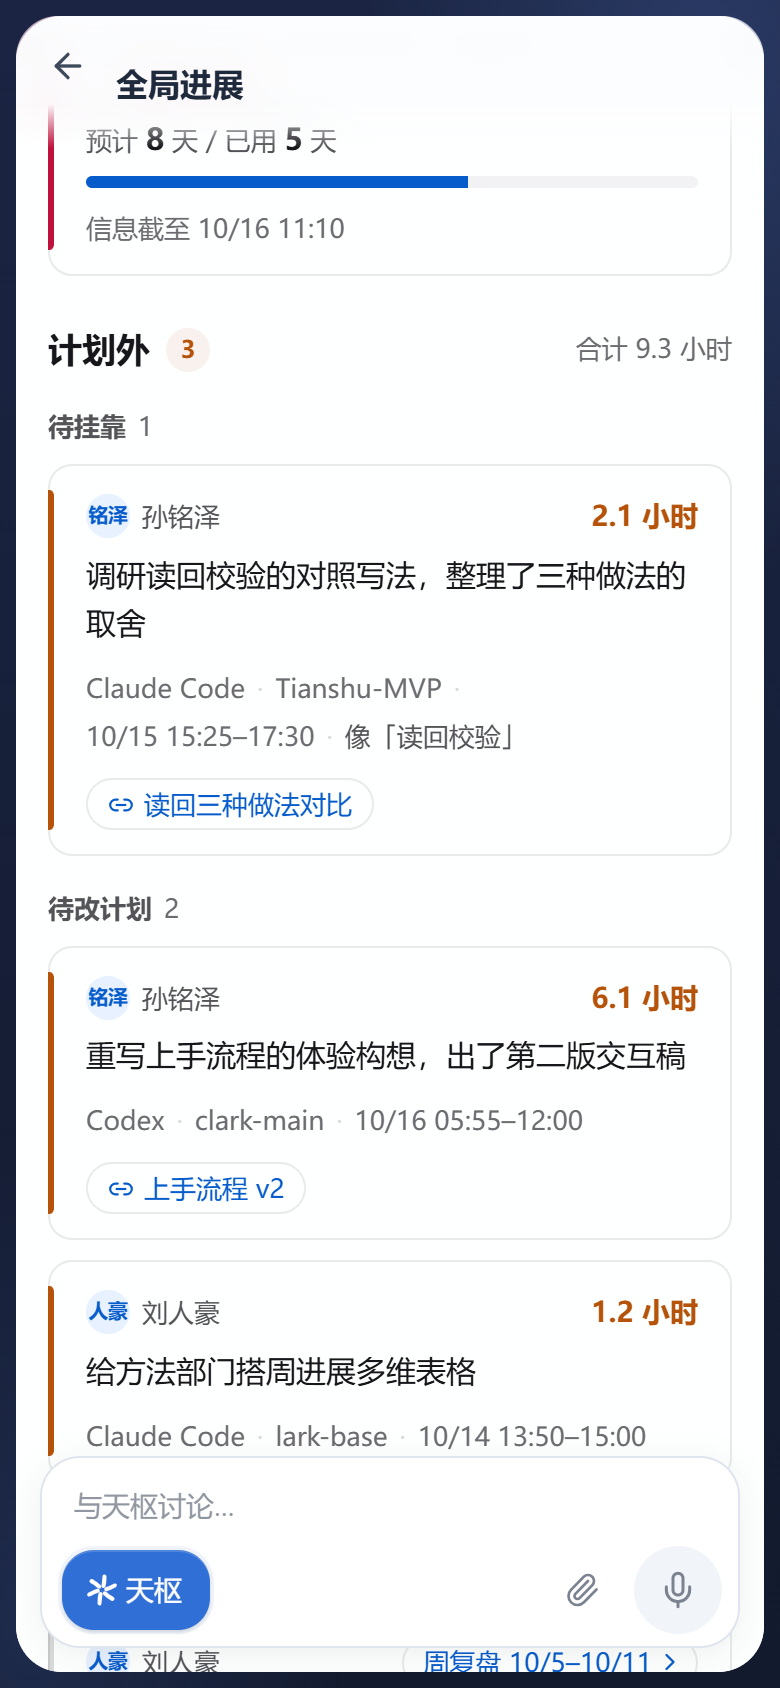 全局进展
预计 8 天 / 已用 5 天
信息截至 10/16 11:10
计划外 3
合计 9.3 小时
待挂靠 1
铭泽 孙铭泽
2.1 小时
调研读回校验的对照写法，整理了三种做法的
取舍
Claude Code · Tianshu-MVP ·
10/15 15:25–17:30 · 像「读回校验」
读回三种做法对比
待改计划 2
铭泽 孙铭泽
6.1 小时
重写上手流程的体验构想，出了第二版交互稿
Codex · clark-main · 10/16 05:55–12:00
上手流程 v2
人豪 刘人豪
1.2 小时
给方法部门搭周进展多维表格
Claude Code · lark-base · 10/14 13:50–15:00
与天枢讨论...
天枢
人豪 刘人豪
周复盘 10/5–10/11